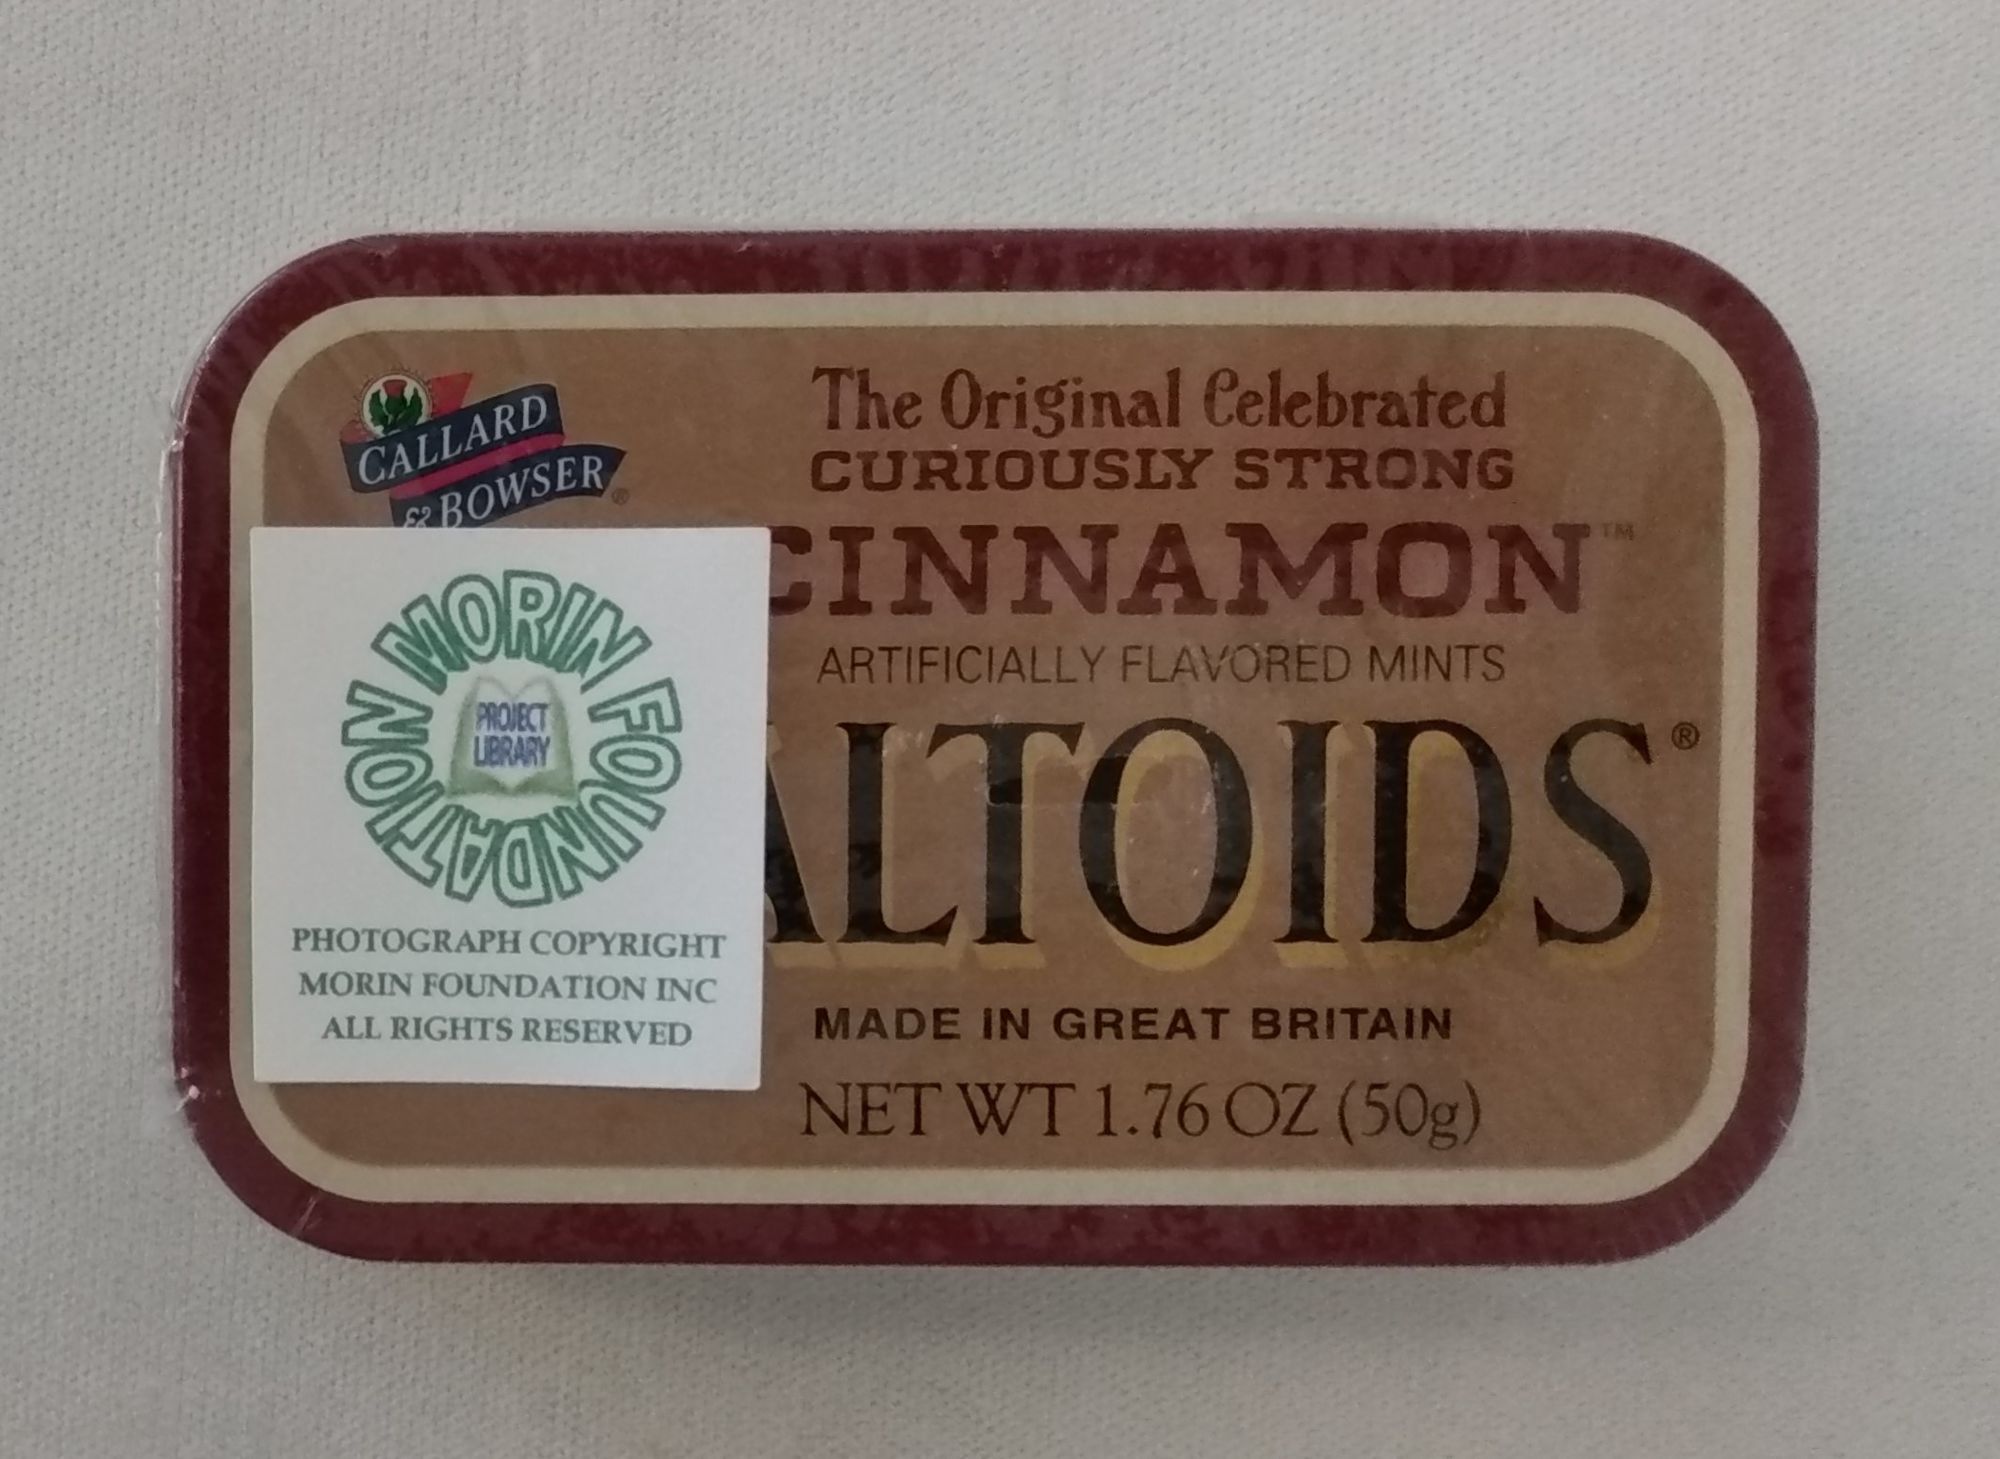 CALLARD
& BOWSER®
The Original Celebrated
CURIOUSLY STRONG
CINNAMON™
ARTIFICIALLY FLAVORED MINTS
ALTOIDS®
MADE IN GREAT BRITAIN
NET WT 1.76 OZ (50g)
MORIN FOUNDATION
PROJECT
LIBRARY
PHOTOGRAPH COPYRIGHT
MORIN FOUNDATION INC
ALL RIGHTS RESERVED